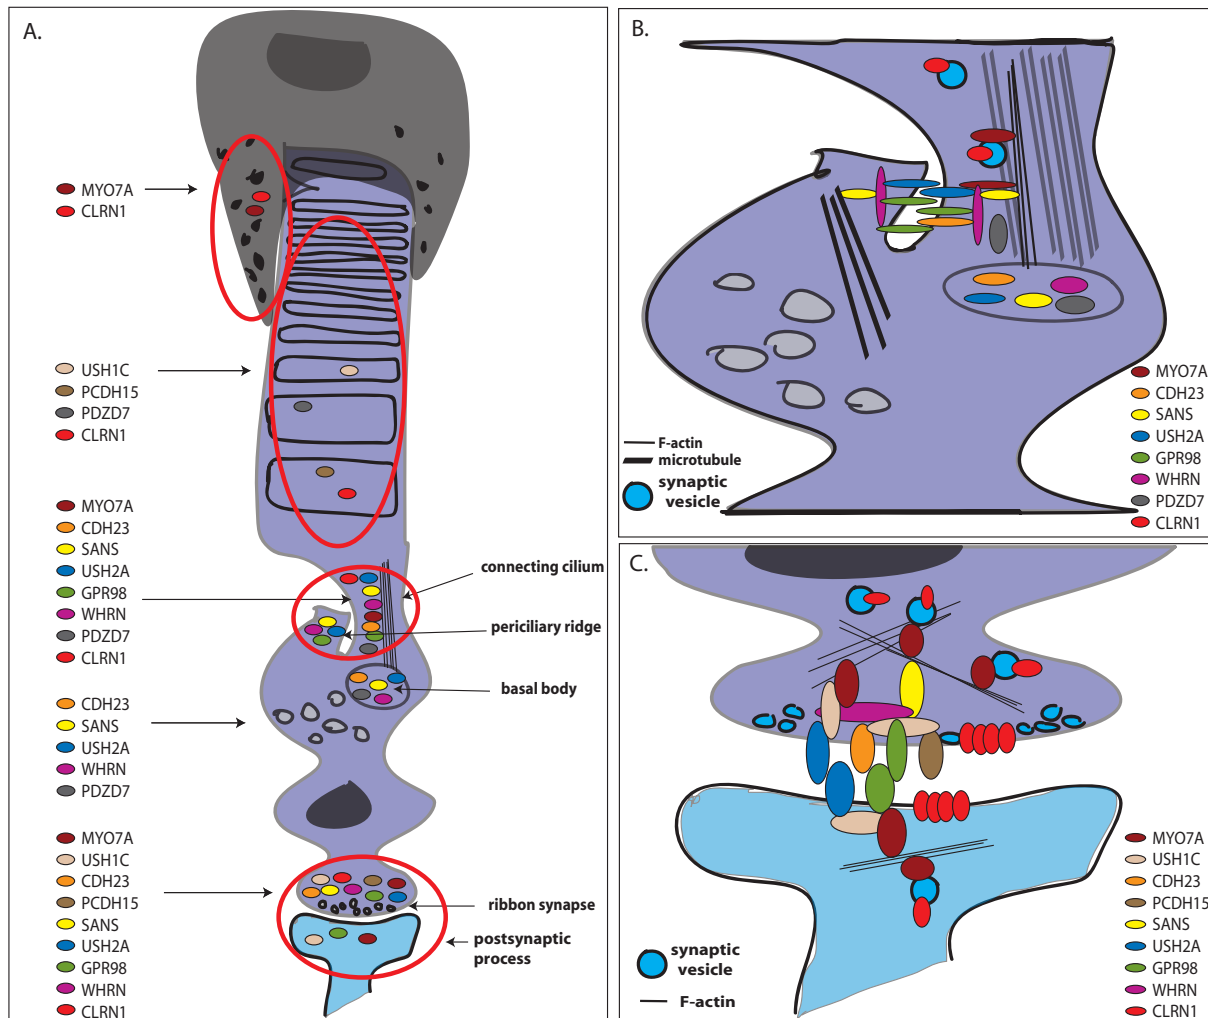 A.
MYO7A
CLRN1
USH1C
PCDH15
PDZD7
CLRN1
MYO7A
CDH23
SANS
USH2A
GPR98
WHRN
PDZD7
CLRN1
connecting cilium
periciliary ridge
basal body
CDH23
SANS
USH2A
WHRN
PDZD7
MYO7A
USH1C
CDH23
PCDH15
SANS
USH2A
GPR98
WHRN
CLRN1
ribbon synapse
postsynaptic
process
B.
F-actin
microtubule
synaptic
vesicle
MYO7A
CDH23
SANS
USH2A
GPR98
WHRN
PDZD7
CLRN1
C.
synaptic
vesicle
F-actin
MYO7A
USH1C
CDH23
PCDH15
SANS
USH2A
GPR98
WHRN
CLRN1